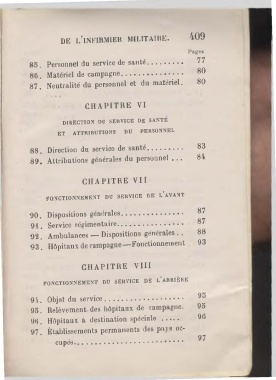 DE L'INFIRMIER MILITAIRE. 409
Pages
85. Personnel du service de santé......... 77
86. Matériel de campagne............... 80
87. Neutralité du personnel et du matériel. 80
CHAPITRE VI
DIRECTION DU SERVICE DE SANTÉ
ET ATTRIBUTIONS DU PERSONNEL
88. Direction du service de santé......... 83
89. Attributions générales du personnel ... 84
CHAPITRE VII
FONCTIONNEMENT DU SERVICE DE L'AVANT
90. Dispositions générales............... 87
91. Service régimentaire................ 87
92. Ambulances — Dispositions générales.. 88
93. Hôpitaux de campagne — Fonctionnement 93
CHAPITRE VIII
FONCTIONNEMENT DU SERVICE DE L'ARRIÈRE
94. Objet du service.................... 95
95. Relèvement des hôpitaux de campagne. 95
96. Hôpitaux à destination spéciale ..... 96
97. Établissements permanents des pays oc-
cupés.......................... 97